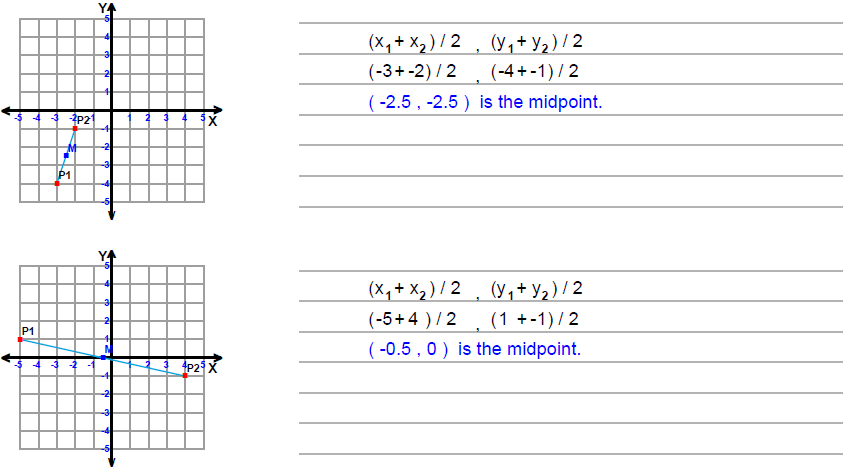 Y
5
4
3
2
1
-5 -4 -3 -2 -1 1 2 3 4 5 X
P2
-1
M
-2
-3
P1
-4
-5
(x1+ x2) / 2 , (y1+ y2) / 2
(-3+-2) / 2 , (-4+-1) / 2
( -2.5 , -2.5 ) is the midpoint.
Y
5
4
3
2
P1
1
M
-5 -4 -3 -2 -1 1 2 3 4 5 X
P2
-1
-2
-3
-4
-5
(x1+ x2) / 2 , (y1+ y2) / 2
(-5+4 ) / 2 , (1 +-1) / 2
( -0.5 , 0 ) is the midpoint.